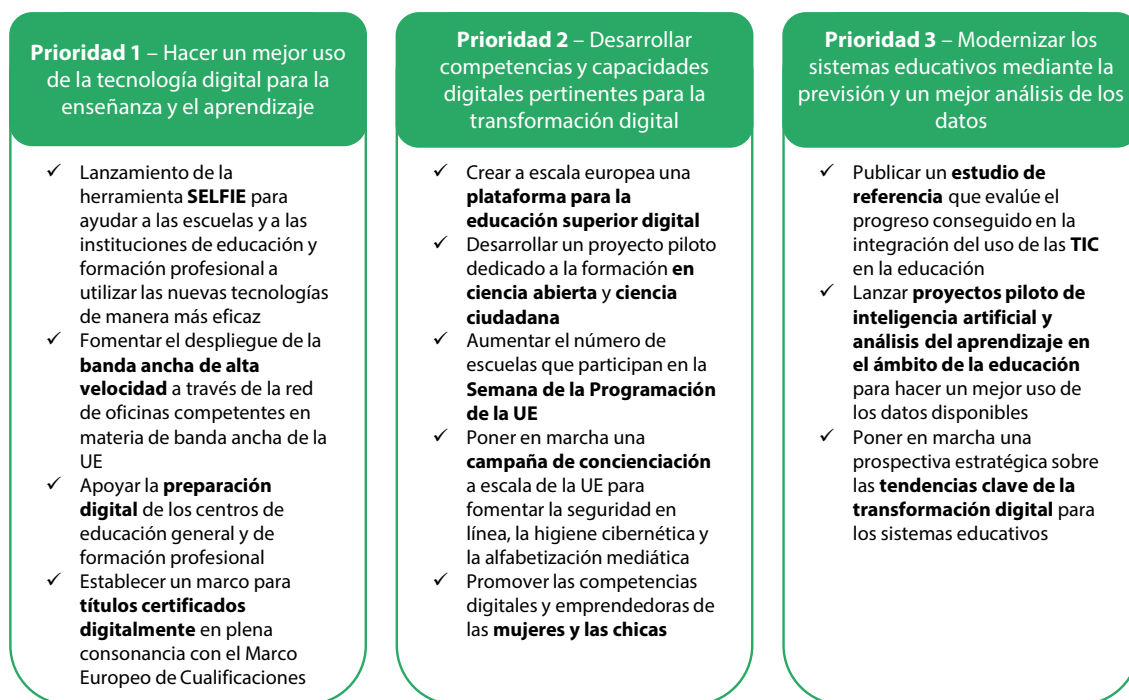 Prioridad 1 – Hacer un mejor uso
de la tecnología digital para la
enseñanza y el aprendizaje
✓ Lanzamiento de la
herramienta SELFIE para
ayudar a las escuelas y a las
instituciones de educación y
formación profesional a
utilizar las nuevas tecnologías
de manera más eficaz
✓ Fomentar el despliegue de la
banda ancha de alta
velocidad a través de la red
de oficinas competentes en
materia de banda ancha de la
UE
✓ Apoyar la preparación
digital de los centros de
educación general y de
formación profesional
✓ Establecer un marco para
títulos certificados
digitalmente en plena
consonancia con el Marco
Europeo de Cualificaciones
Prioridad 2 – Desarrollar
competencias y capacidades
digitales pertinentes para la
transformación digital
✓ Crear a escala europea una
plataforma para la
educación superior digital
✓ Desarrollar un proyecto piloto
dedicado a la formación en
ciencia abierta y ciencia
ciudadana
✓ Aumentar el número de
escuelas que participan en la
Semana de la Programación
de la UE
✓ Poner en marcha una
campaña de concienciación
a escala de la UE para
fomentar la seguridad en
línea, la higiene cibernética y
la alfabetización mediática
✓ Promover las competencias
digitales y emprendedoras de
las mujeres y las chicas
Prioridad 3 – Modernizar los
sistemas educativos mediante la
previsión y un mejor análisis de los
datos
✓ Publicar un estudio de
referencia que evalúe el
progreso conseguido en la
integración del uso de las TIC
en la educación
✓ Lanzar proyectos piloto de
inteligencia artificial y
análisis del aprendizaje en
el ámbito de la educación
para hacer un mejor uso de
los datos disponibles
✓ Poner en marcha una
prospectiva estratégica sobre
las tendencias clave de la
transformación digital para
los sistemas educativos